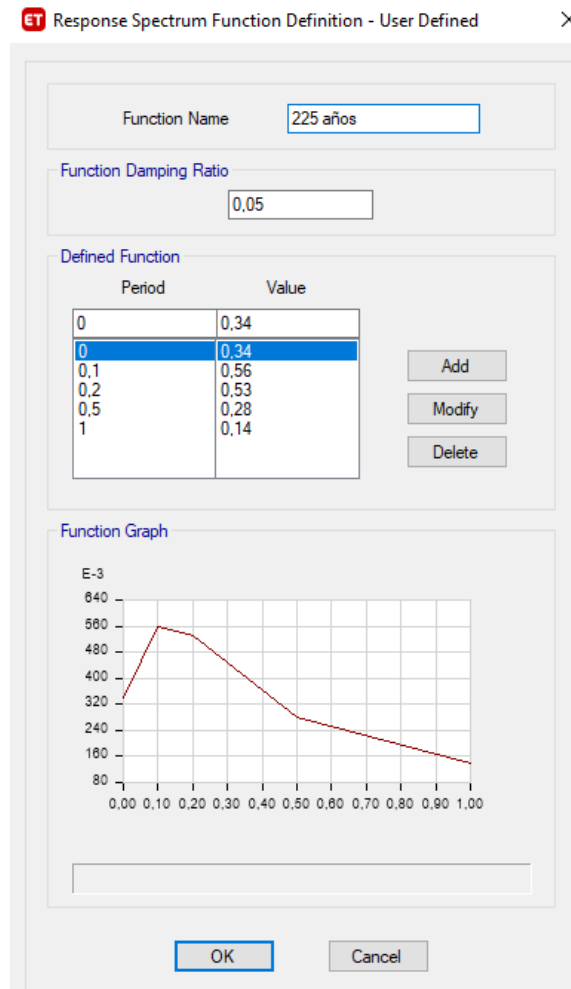 ET Response Spectrum Function Definition - User Defined
Function Name 225 años
Function Damping Ratio
0,05
Defined Function
Period Value
0 0,34
0 0,34
0,1 0,56
0,2 0,53
0,5 0,28
1 0,14
Add
Modify
Delete
Function Graph
E-3
640
560
480
400
320
240
160
80
0,00 0,10 0,20 0,30 0,40 0,50 0,60 0,70 0,80 0,90 1,00
OK Cancel